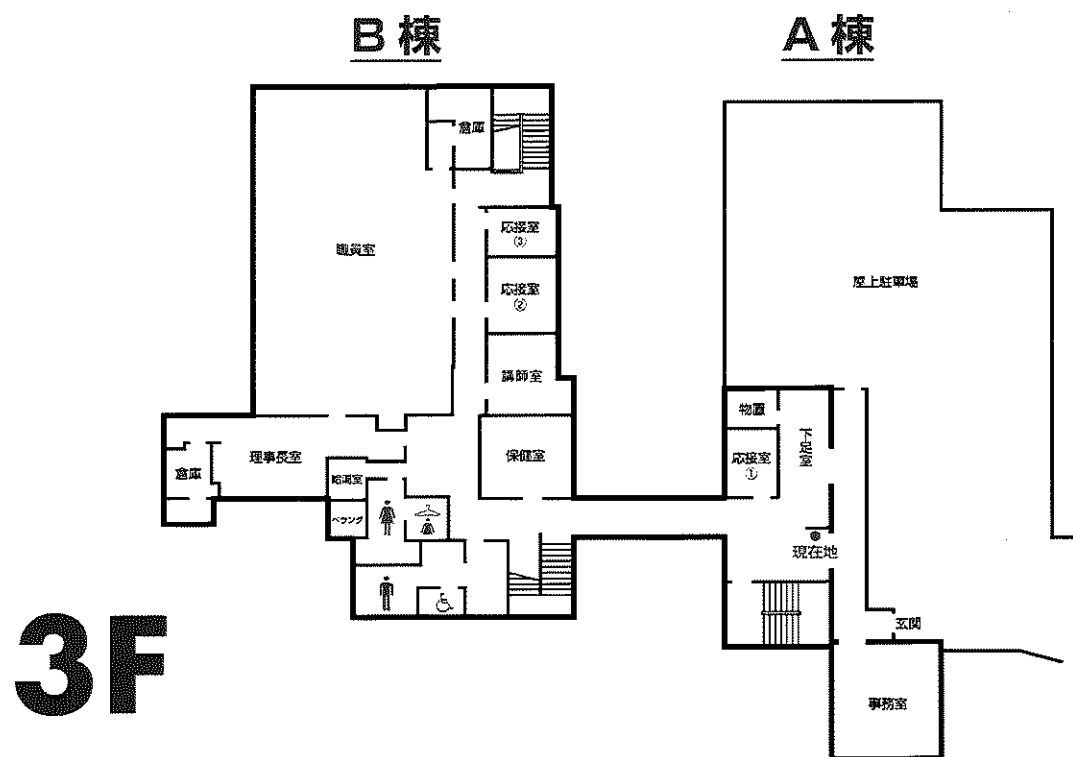 B棟
A棟
倉庫
応接室
③
職員室
応接室
②
屋上駐車場
講師室
物置
下足室
応接室
①
保健室
理事長室
倉庫
給湯室
ベランダ
現在地
玄関
事務室
3F